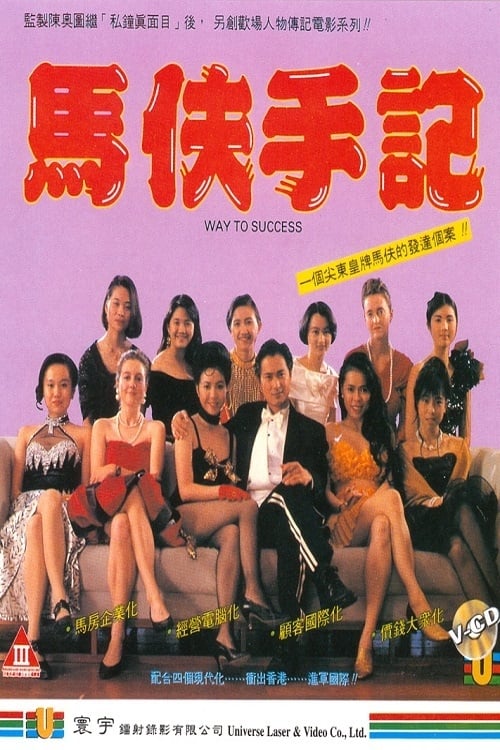 監製陳奧圖繼「私鐘眞面目」後，另創歡場人物傳記電影系列!!
馬伕手記
WAY TO SUCCESS
一個尖東皇牌馬伕的發達個案!!
・馬房企業化
・經營電腦化
・顧客國際化
・價錢大眾化
配合四個現代化……衝出香港……進軍國際!!
V-CD
III
U
U
寰宇 鐳射錄影有限公司 Universe Laser & Video Co., Ltd.